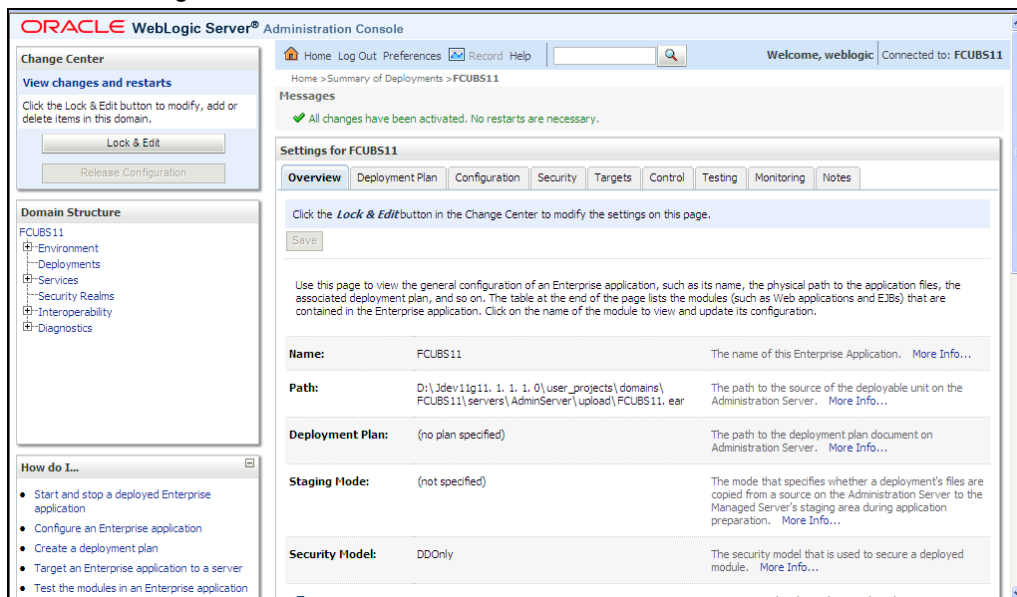 ORACLE WebLogic Server® Administration Console
Change Center
View changes and restarts
Click the Lock & Edit button to modify, add or
delete items in this domain.
Lock & Edit
Release Configuration
Domain Structure
FCUBS11
Environment
Deployments
Services
Security Realms
Interoperability
Diagnostics
How do I...
Start and stop a deployed Enterprise
application
Configure an Enterprise application
Create a deployment plan
Target an Enterprise application to a server
Test the modules in an Enterprise application
Home Log Out Preferences Record Help
Welcome, weblogic Connected to: FCUBS11
Home >Summary of Deployments >FCUBS11
Messages
All changes have been activated. No restarts are necessary.
Settings for FCUBS11
Overview Deployment Plan Configuration Security Targets Control Testing Monitoring Notes
Click the Lock & Edit button in the Change Center to modify the settings on this page.
Save
Use this page to view the general configuration of an Enterprise application, such as its name, the physical path to the application files, the
associated deployment plan, and so on. The table at the end of the page lists the modules (such as Web applications and EJBs) that are
contained in the Enterprise application. Click on the name of the module to view and update its configuration.
Name: FCUBS11 The name of this Enterprise Application. More Info...
Path: D:\Jdev11g11. 1. 1. 1. 0\user_projects\domains\ The path to the source of the deployable unit on the
FCUBS11\servers\AdminServer\upload\FCUBS11. ear Administration Server. More Info...
Deployment Plan: (no plan specified) The path to the deployment plan document on
Administration Server. More Info...
Staging Mode: (not specified) The mode that specifies whether a deployment's files are
copied from a source on the Administration Server to the
Managed Server's staging area during application
preparation. More Info...
Security Model: DDOnly The security model that is used to secure a deployed
module. More Info...